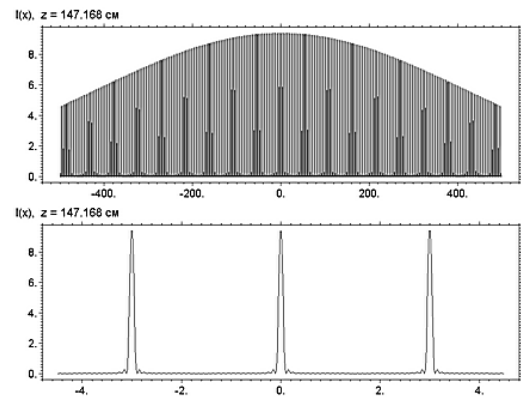 I(x), z = 147.168 см
8.
6.
4.
2.
0.
-400. -200. 0. 200. 400.
I(x), z = 147.168 см
8.
6.
4.
2.
0.
-4. -2. 0. 2. 4.